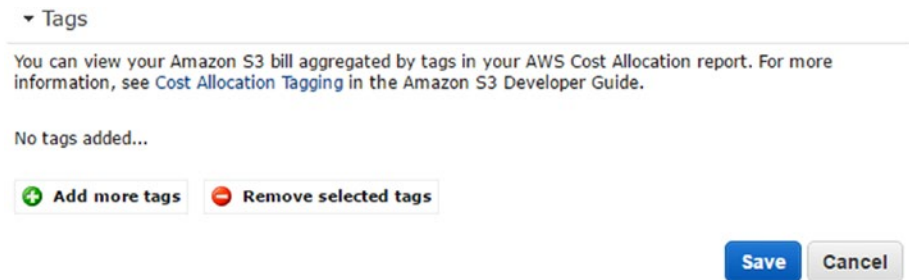 Tags
You can view your Amazon S3 bill aggregated by tags in your AWS Cost Allocation report. For more
information, see Cost Allocation Tagging in the Amazon S3 Developer Guide.
No tags added...
Add more tags Remove selected tags
Save Cancel